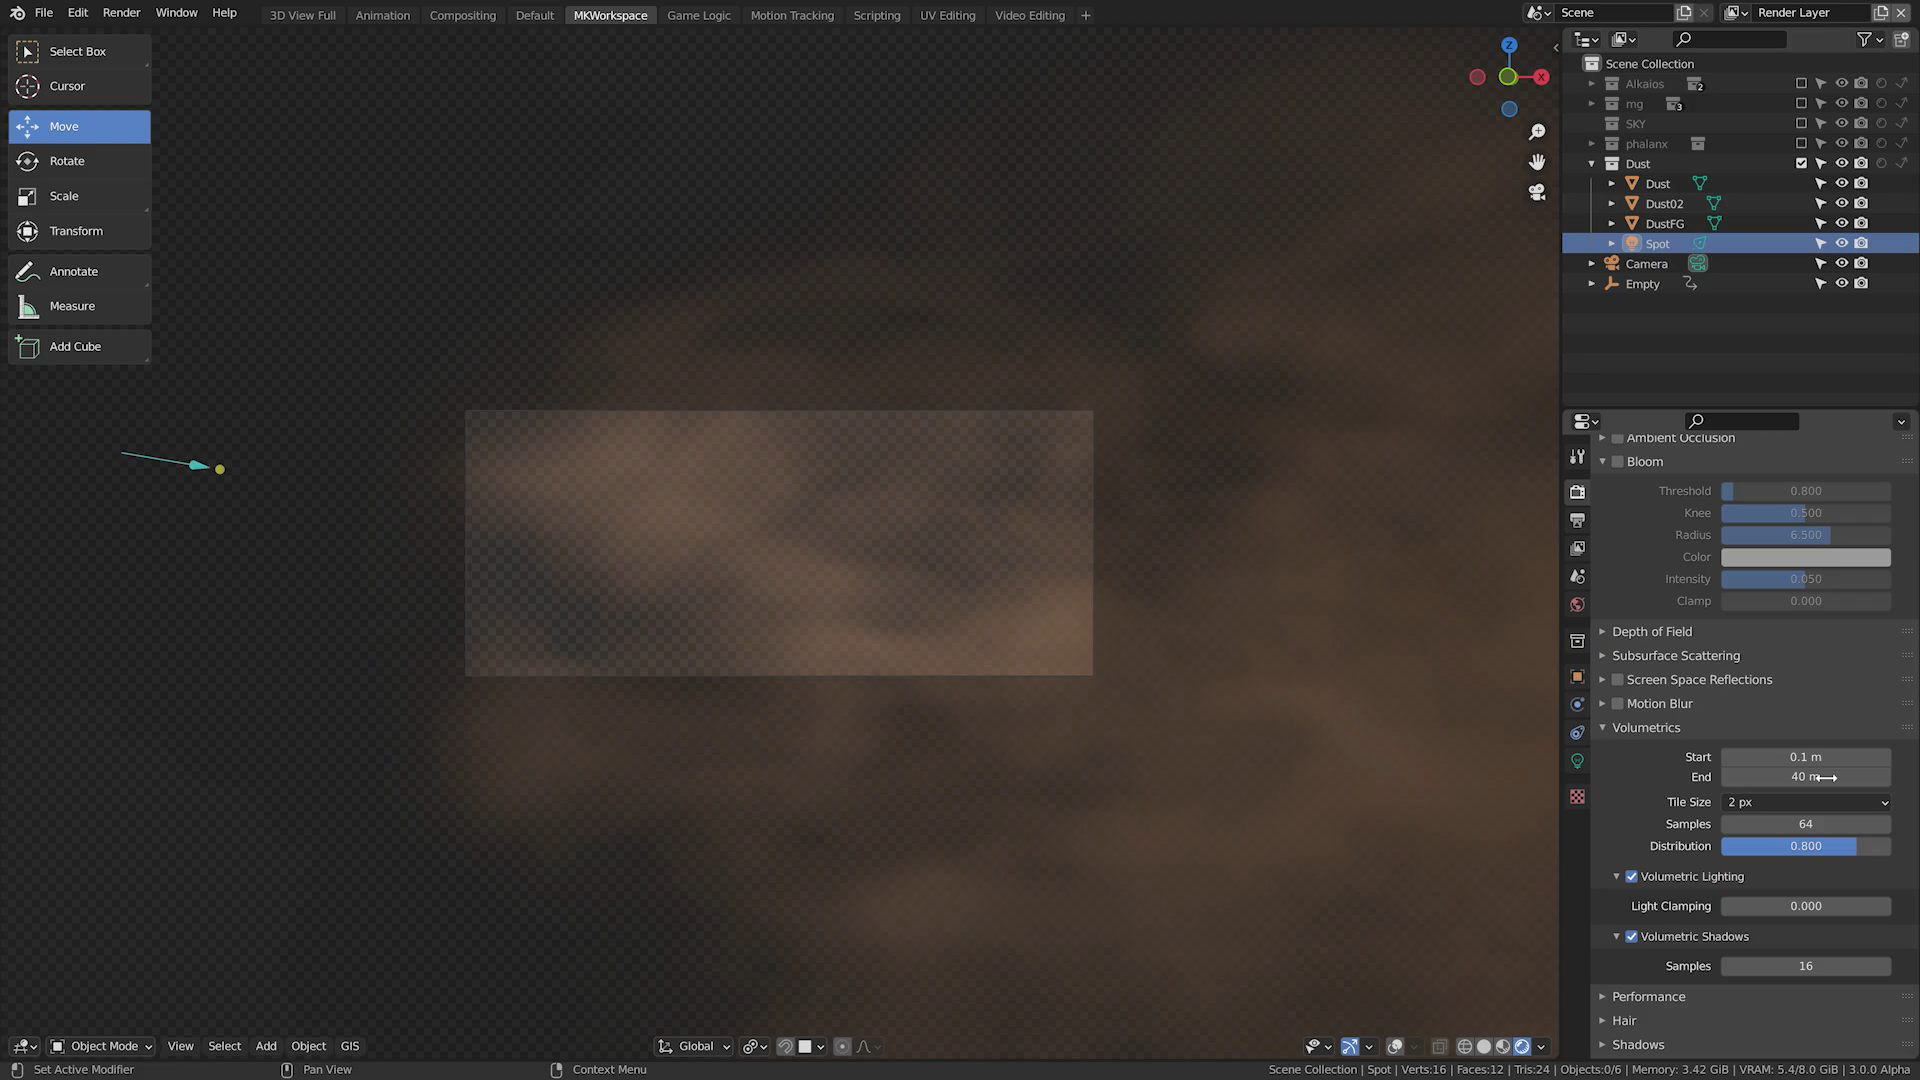 File Edit Render Window Help 3D View Full Animation Compositing Default MKWorkspace Game Logic Motion Tracking Scripting UV Editing Video Editing +
Scene Render Layer
Select Box
Cursor
Move
Rotate
Scale
Transform
Annotate
Measure
Add Cube
Z
X
Scene Collection
Alkaios 2
mg 3
SKY
phalanx
Dust
Dust
Dust02
DustFG
Spot
Camera
Empty
Ambient Occlusion
Bloom
Threshold 0.800
Knee 0.500
Radius 6.500
Color
Intensity 0.050
Clamp 0.000
Depth of Field
Subsurface Scattering
Screen Space Reflections
Motion Blur
Volumetrics
Start 0.1 m
End 40 m
Tile Size 2 px
Samples 64
Distribution 0.800
Volumetric Lighting
Light Clamping 0.000
Volumetric Shadows
Samples 16
Performance
Hair
Shadows
Object Mode View Select Add Object GIS Global
Set Active Modifier Pan View Context Menu Scene Collection | Spot | Verts:16 | Faces:12 | Tris:24 | Objects:0/6 | Memory: 3.42 GiB | VRAM: 5.4/8.0 GiB | 3.0.0 Alpha